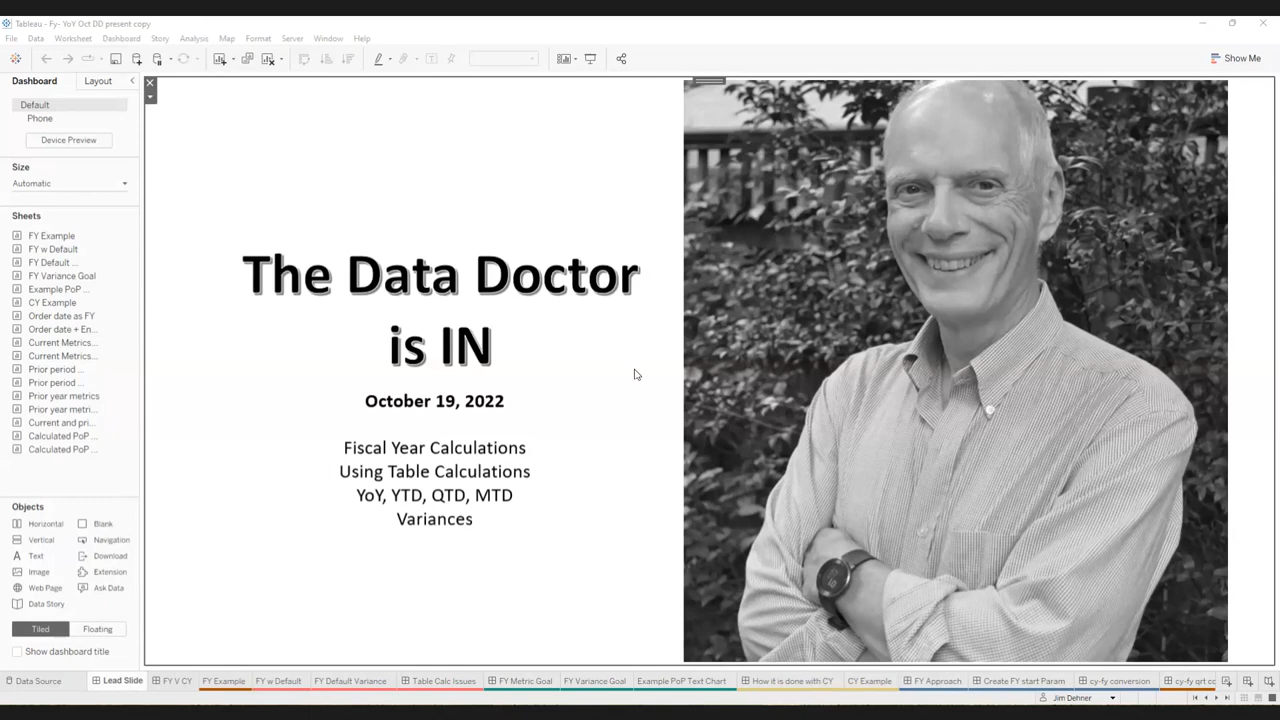 Tableau - Fy- YoY Oct DD present copy
File Data Worksheet Dashboard Story Analysis Map Format Server Window Help
Show Me
Dashboard Layout
Default
Phone
Device Preview
Size
Automatic
Sheets
FY Example
FY w Default
FY Default ...
FY Variance Goal
Example PoP ...
CY Example
Order date as FY
Order date + En...
Current Metrics...
Current Metrics...
Prior period ...
Prior period ...
Prior year metrics
Prior year metri...
Current and pri...
Calculated PoP ...
Calculated PoP ...
Objects
Horizontal Blank
Vertical Navigation
Text Download
Image Extension
Web Page Ask Data
Data Story
Tiled Floating
Show dashboard title
The Data Doctor
is IN
October 19, 2022
Fiscal Year Calculations
Using Table Calculations
YoY, YTD, QTD, MTD
Variances
Data Source Lead Slide FY V CY FY Example FY w Default FY Default Variance Table Calc Issues FY Metric Goal FY Variance Goal Example PoP Text Chart How it is done with CY CY Example FY Approach Create FY start Param cy-fy conversion cy-fy qrt co
Jim Dehner